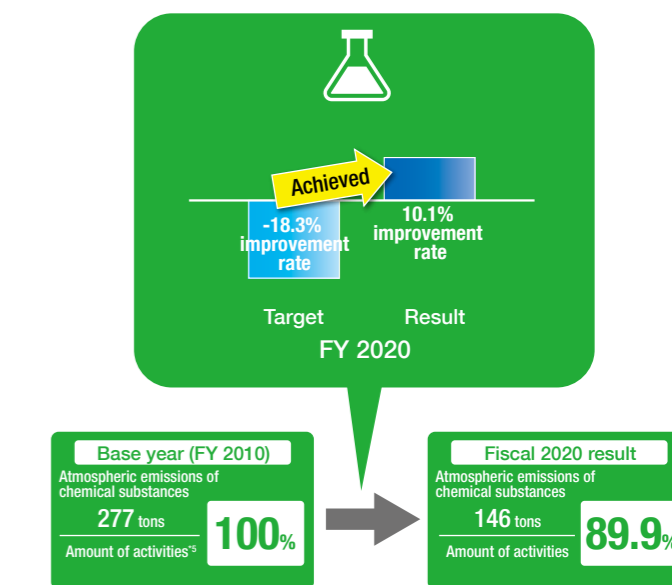 Achieved
-18.3%
improvement
rate
10.1%
improvement
rate
Target Result
FY 2020
Base year (FY 2010)
Atmospheric emissions of
chemical substances
277 tons
Amount of activities*5
100%
Fiscal 2020 result
Atmospheric emissions of
chemical substances
146 tons
Amount of activities
89.9%